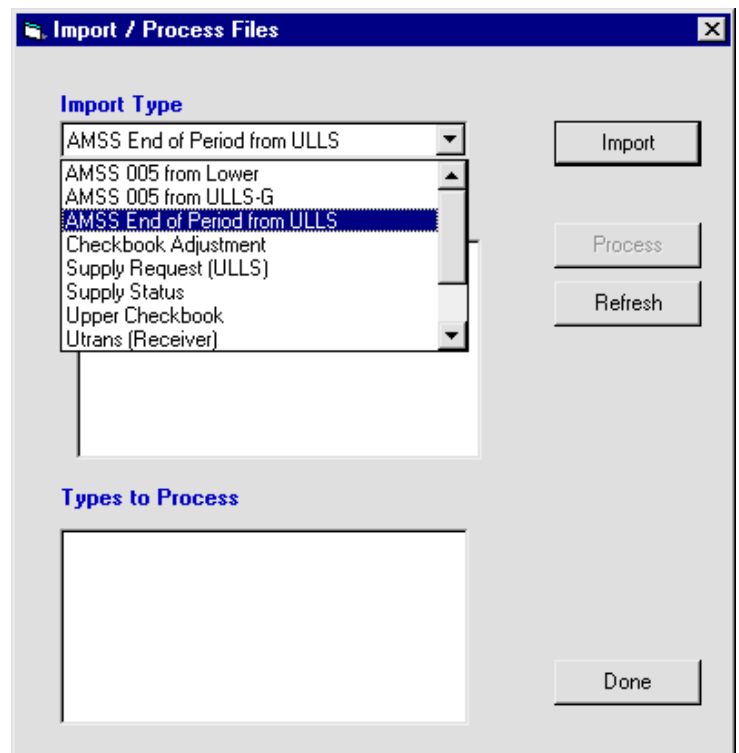 Import / Process Files
Import Type
AMSS End of Period from ULLS
Import
AMSS 005 from Lower
AMSS 005 from ULLS-G
AMSS End of Period from ULLS
Checkbook Adjustment
Process
Supply Request (ULLS)
Supply Status
Refresh
Upper Checkbook
Utrans (Receiver)
Types to Process
Done